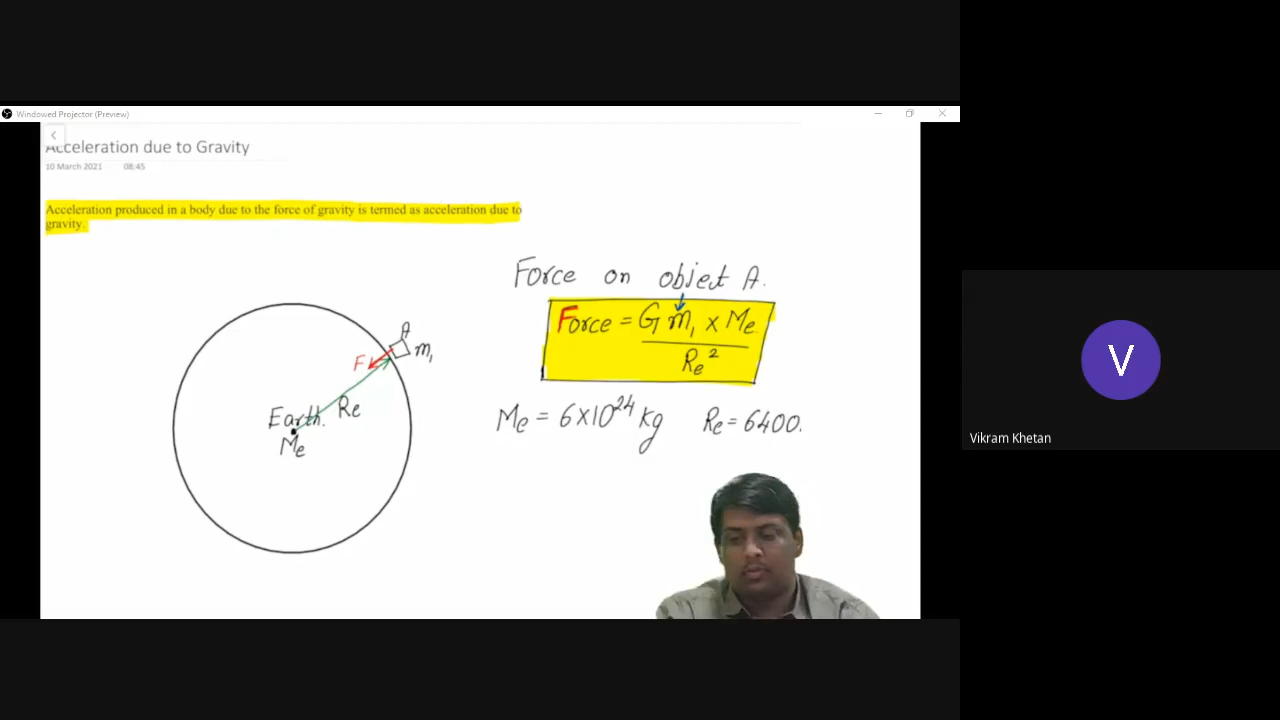 Windowed Projector (Preview)
Acceleration due to Gravity
10 March 2021 08:45
Acceleration produced in a body due to the force of gravity is termed as acceleration due to
gravity.
Force on object A.
Force = G m₁ x Me
Re²
Me = 6x10²⁴ kg Re = 6400.
A
m₁
F
Re
Earth.
Me
V
Vikram Khetan